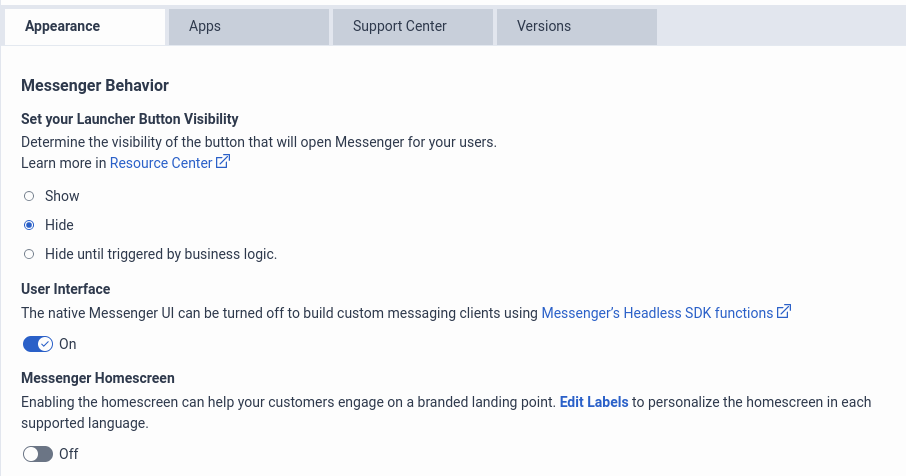 Appearance Apps Support Center Versions
Messenger Behavior
Set your Launcher Button Visibility
Determine the visibility of the button that will open Messenger for your users.
Learn more in Resource Center
Show
Hide
Hide until triggered by business logic.
User Interface
The native Messenger UI can be turned off to build custom messaging clients using Messenger's Headless SDK functions
On
Messenger Homescreen
Enabling the homescreen can help your customers engage on a branded landing point. Edit Labels to personalize the homescreen in each
supported language.
Off